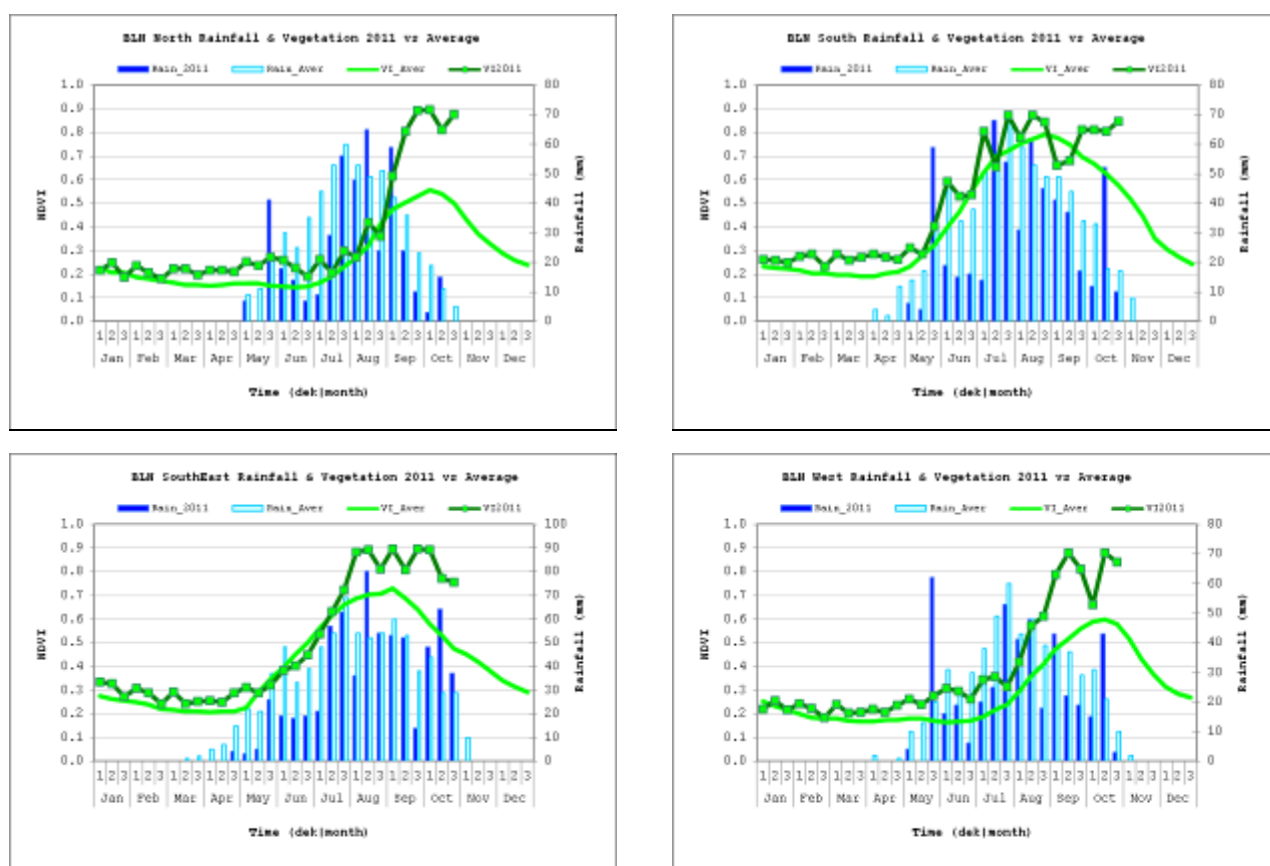 BLN North Rainfall & Vegetation 2011 vs Average
Rain_2011 Rain_Aver VI_Aver VI2011
1.0 80
0.9 70
0.8 60
0.7
0.6 50
0.5 40
0.4 30
0.3
0.2 20
0.1 10
0.0 0
NDVI
Rainfall (mm)
1 2 3 1 2 3 1 2 3 1 2 3 1 2 3 1 2 3 1 2 3 1 2 3 1 2 3 1 2 3 1 2 3 1 2 3
Jan Feb Mar Apr May Jun Jul Aug Sep Oct Nov Dec
Time (dek|month)
BLN South Rainfall & Vegetation 2011 vs Average
Rain_2011 Rain_Aver VI_Aver VI2011
1.0 80
0.9 70
0.8 60
0.7
0.6 50
0.5 40
0.4 30
0.3
0.2 20
0.1 10
0.0 0
NDVI
Rainfall (mm)
1 2 3 1 2 3 1 2 3 1 2 3 1 2 3 1 2 3 1 2 3 1 2 3 1 2 3 1 2 3 1 2 3 1 2 3
Jan Feb Mar Apr May Jun Jul Aug Sep Oct Nov Dec
Time (dek|month)
BLN SouthEast Rainfall & Vegetation 2011 vs Average
Rain_2011 Rain_Aver VI_Aver VI2011
1.0 100
0.9 90
0.8 80
0.7 70
0.6 60
0.5 50
0.4 40
0.3 30
0.2 20
0.1 10
0.0 0
NDVI
Rainfall (mm)
1 2 3 1 2 3 1 2 3 1 2 3 1 2 3 1 2 3 1 2 3 1 2 3 1 2 3 1 2 3 1 2 3 1 2 3
Jan Feb Mar Apr May Jun Jul Aug Sep Oct Nov Dec
Time (dek|month)
BLN West Rainfall & Vegetation 2011 vs Average
Rain_2011 Rain_Aver VI_Aver VI2011
1.0 80
0.9 70
0.8 60
0.7
0.6 50
0.5 40
0.4 30
0.3
0.2 20
0.1 10
0.0 0
NDVI
Rainfall (mm)
1 2 3 1 2 3 1 2 3 1 2 3 1 2 3 1 2 3 1 2 3 1 2 3 1 2 3 1 2 3 1 2 3 1 2 3
Jan Feb Mar Apr May Jun Jul Aug Sep Oct Nov Dec
Time (dek|month)